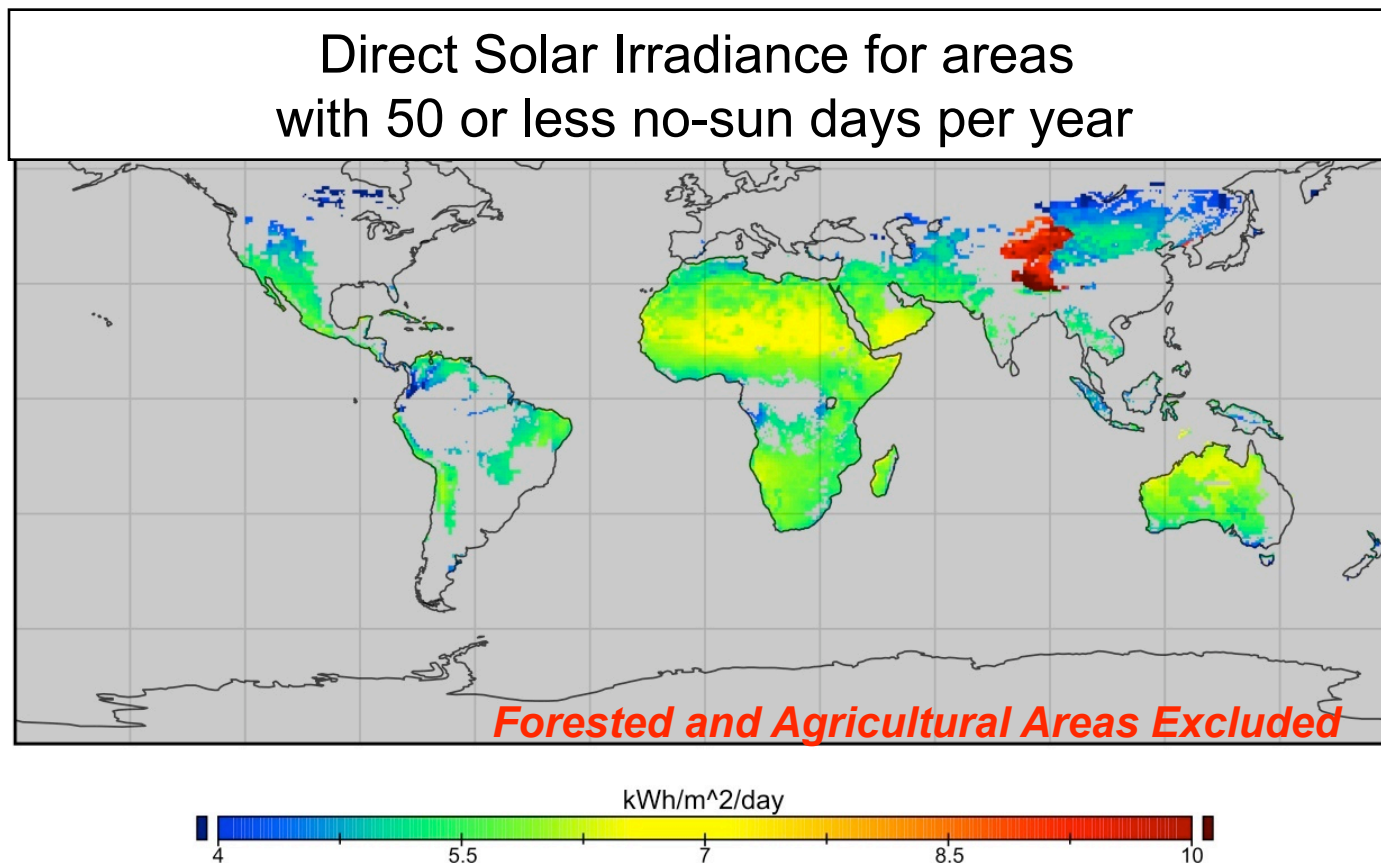 Direct Solar Irradiance for areas
with 50 or less no-sun days per year
Forested and Agricultural Areas Excluded
kWh/m^2/day
4 5.5 7 8.5 10